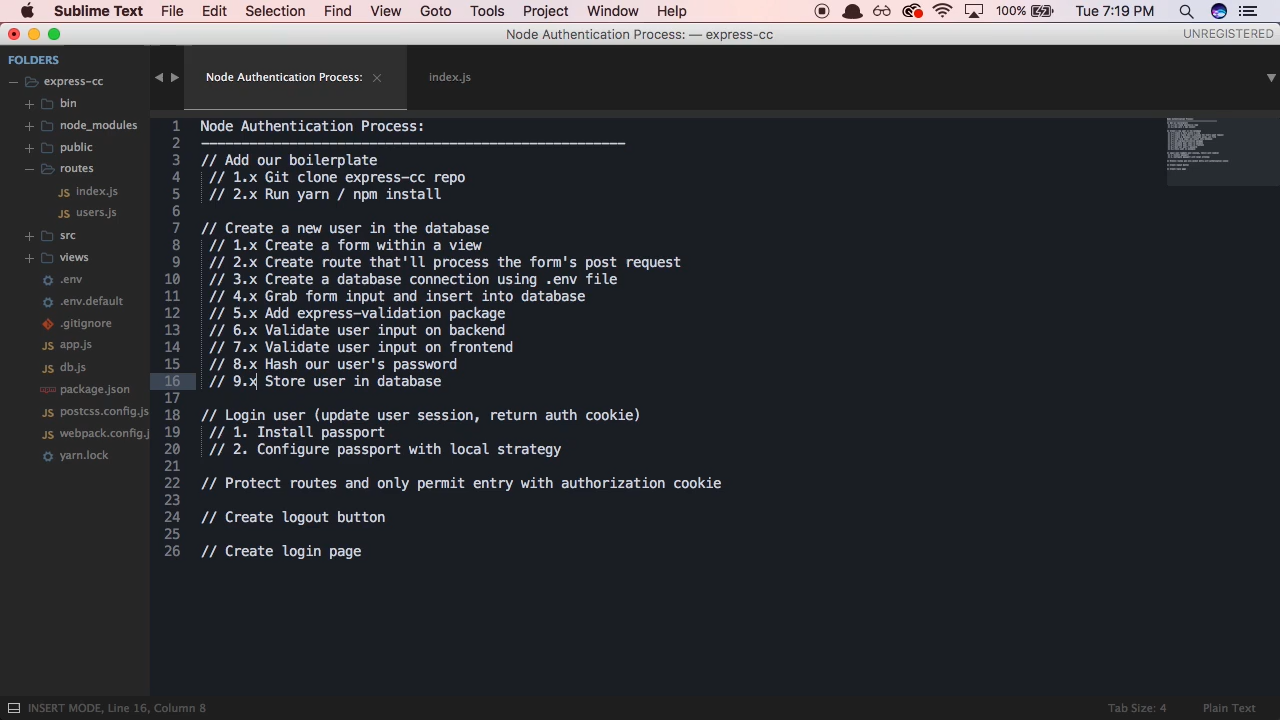 Sublime Text File Edit Selection Find View Goto Tools Project Window Help 100% Tue 7:19 PM
Node Authentication Process: — express-cc UNREGISTERED
FOLDERS
express-cc
bin
node_modules
public
routes
JS index.js
JS users.js
src
views
.env
.env.default
.gitignore
JS app.js
JS db.js
package.json
JS postcss.config.js
JS webpack.config.j
yarn.lock
Node Authentication Process: index.js
1 Node Authentication Process:
2 -----------------------------------------------------
3 // Add our boilerplate
4 // 1.x Git clone express-cc repo
5 // 2.x Run yarn / npm install
6
7 // Create a new user in the database
8 // 1.x Create a form within a view
9 // 2.x Create route that'll process the form's post request
10 // 3.x Create a database connection using .env file
11 // 4.x Grab form input and insert into database
12 // 5.x Add express-validation package
13 // 6.x Validate user input on backend
14 // 7.x Validate user input on frontend
15 // 8.x Hash our user's password
16 // 9.x Store user in database
17
18 // Login user (update user session, return auth cookie)
19 // 1. Install passport
20 // 2. Configure passport with local strategy
21
22 // Protect routes and only permit entry with authorization cookie
23
24 // Create logout button
25
26 // Create login page
INSERT MODE, Line 16, Column 8 Tab Size: 4 Plain Text